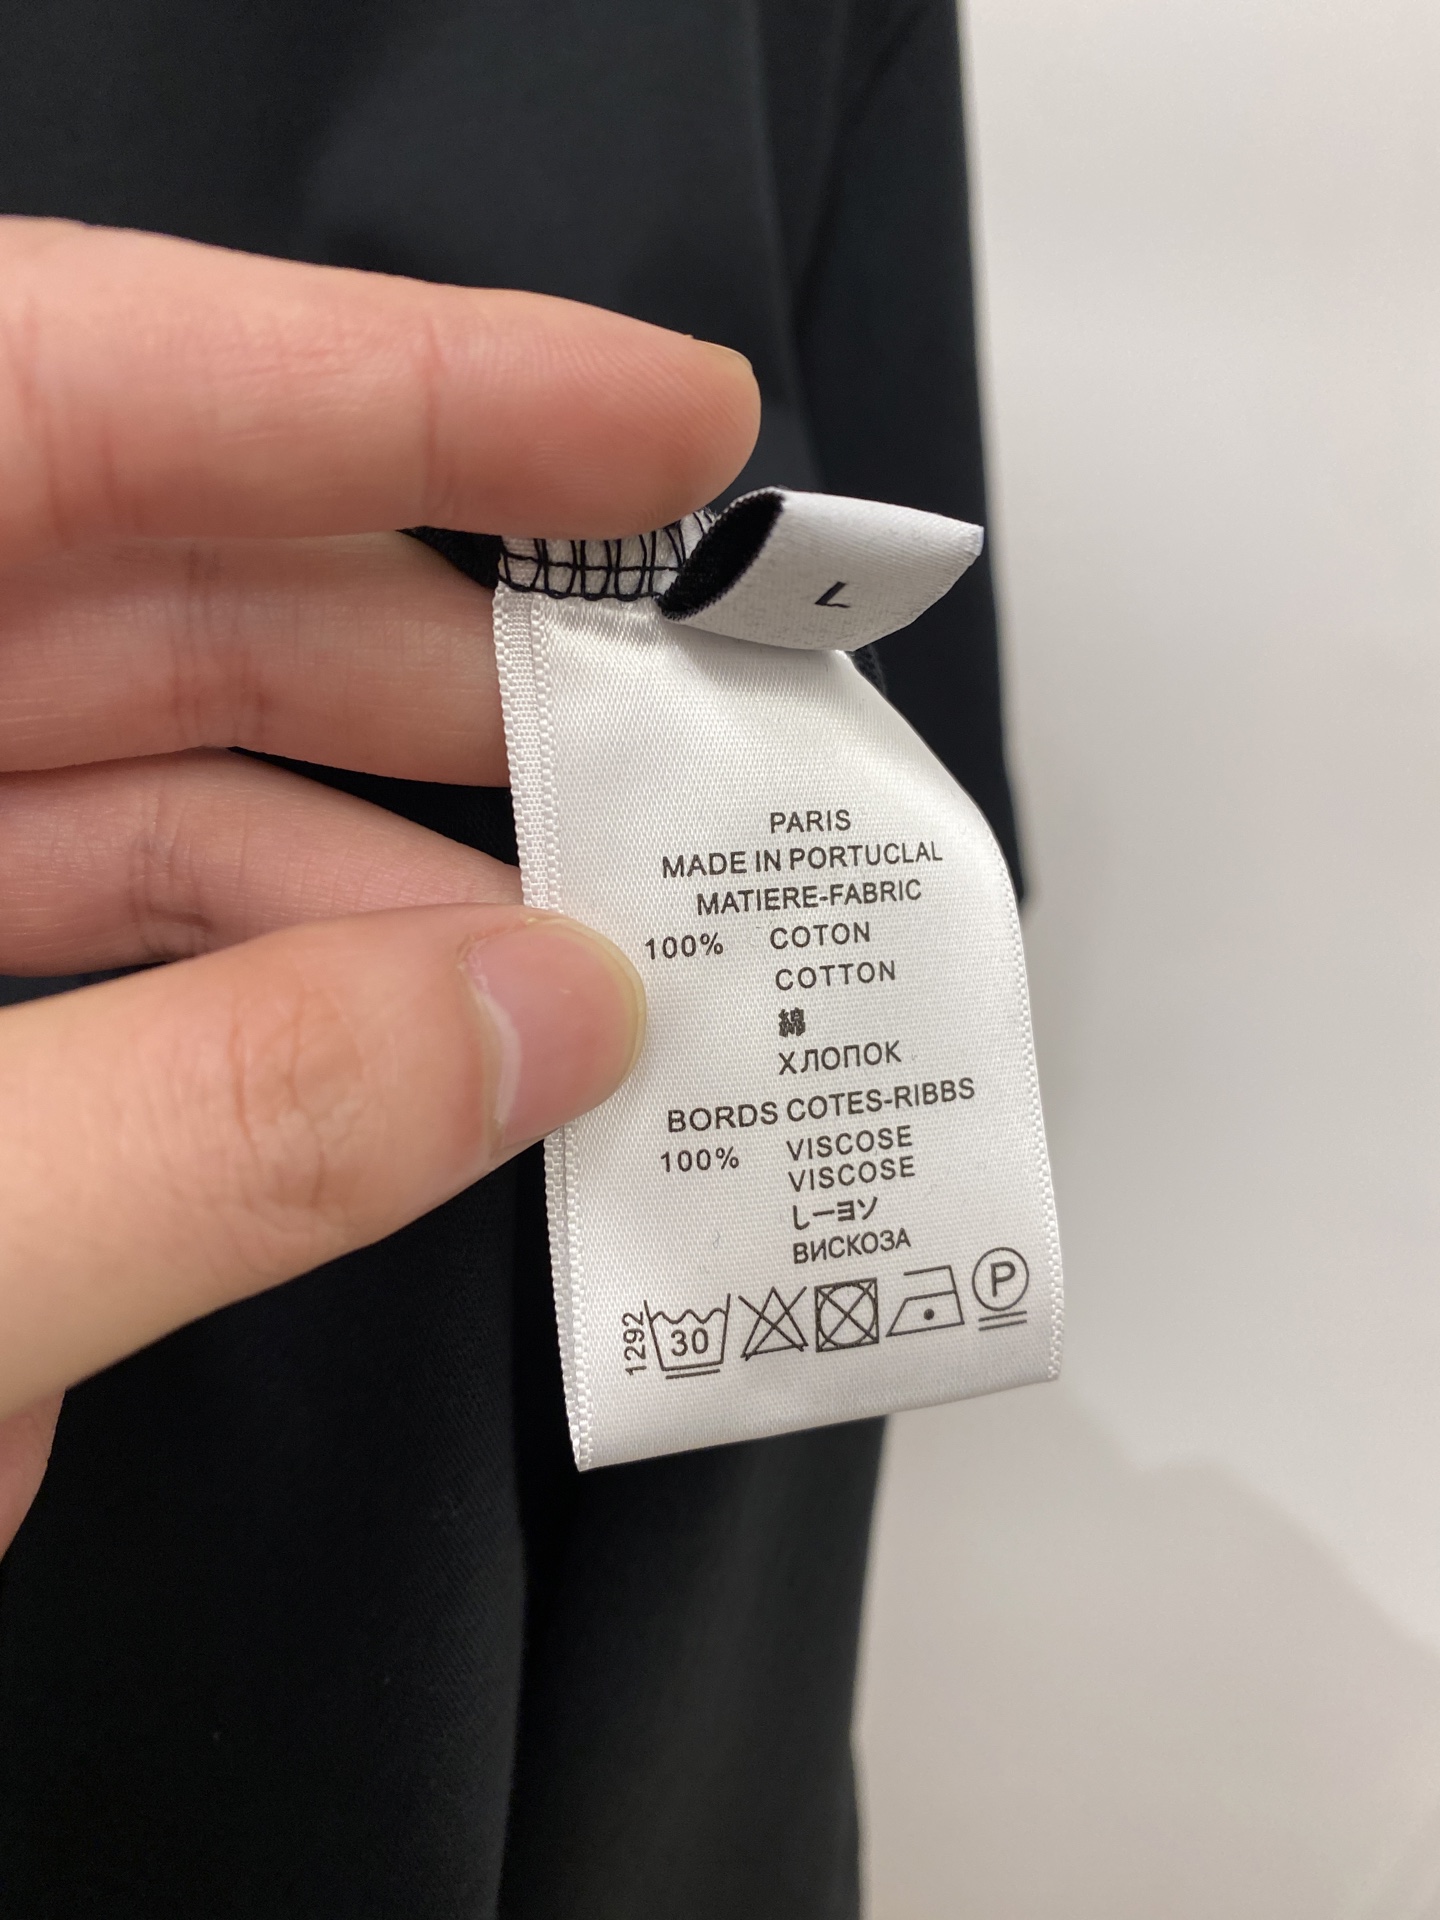 L
PARIS
MADE IN PORTUCLAL
MATIERE-FABRIC
100% COTON
COTTON
綿
ХЛОПОК
BORDS COTES-RIBBS
100% VISCOSE
VISCOSE
レーヨン
ВИСКОЗА
1292
30
P